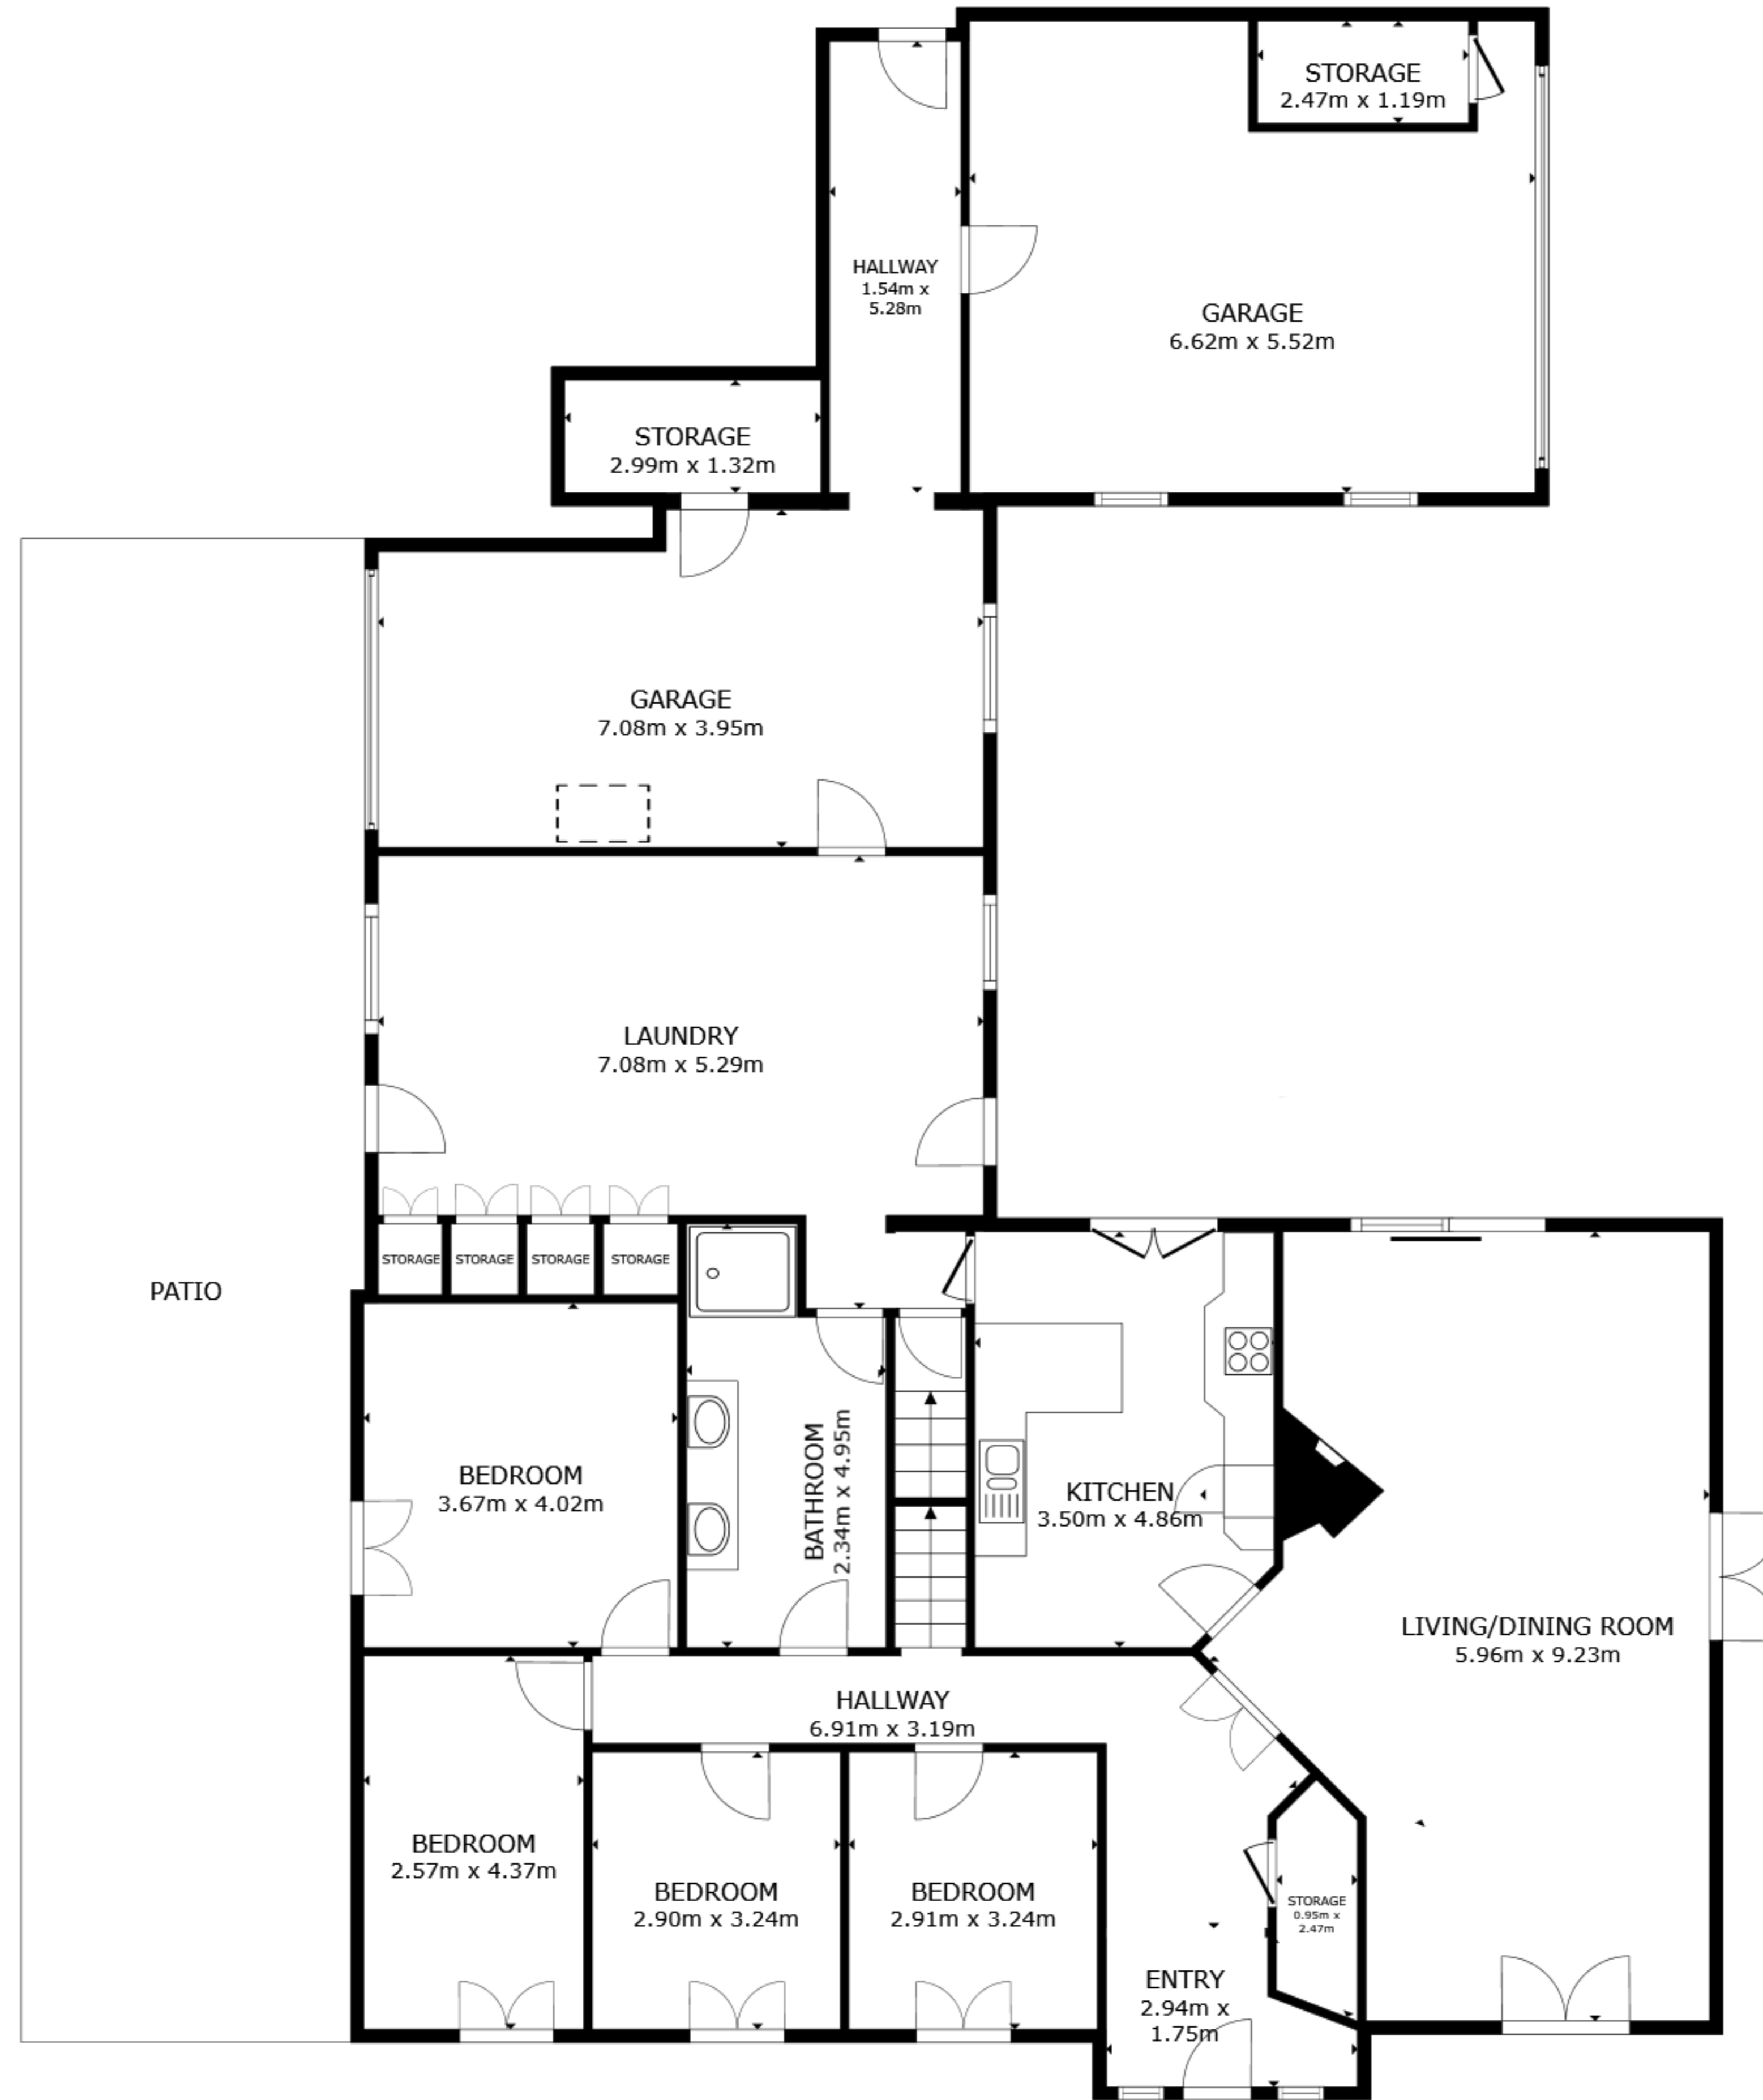 STORAGE
2.47m x 1.19m
HALLWAY
1.54m x
5.28m
GARAGE
6.62m x 5.52m
STORAGE
2.99m x 1.32m
GARAGE
7.08m x 3.95m
LAUNDRY
7.08m x 5.29m
STORAGE
STORAGE
STORAGE
STORAGE
PATIO
BEDROOM
3.67m x 4.02m
BATHROOM
2.34m x 4.95m
KITCHEN
3.50m x 4.86m
LIVING/DINING ROOM
5.96m x 9.23m
HALLWAY
6.91m x 3.19m
BEDROOM
2.57m x 4.37m
BEDROOM
2.90m x 3.24m
BEDROOM
2.91m x 3.24m
STORAGE
0.95m x
2.47m
ENTRY
2.94m x
1.75m